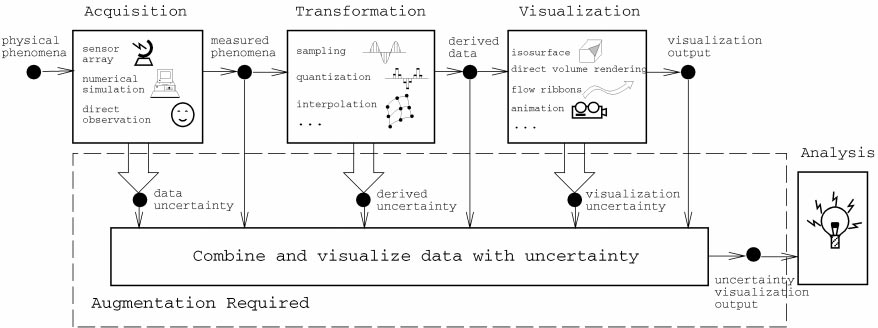 Acquisition
Transformation
Visualization
physical
phenomena
sensor
array
numerical
simulation
direct
observation
measured
phenomena
sampling
quantization
interpolation
...
derived
data
isosurface
direct volume rendering
flow ribbons
animation
...
visualization
output
Analysis
data
uncertainty
derived
uncertainty
visualization
uncertainty
Combine and visualize data with uncertainty
uncertainty
visualization
output
Augmentation Required